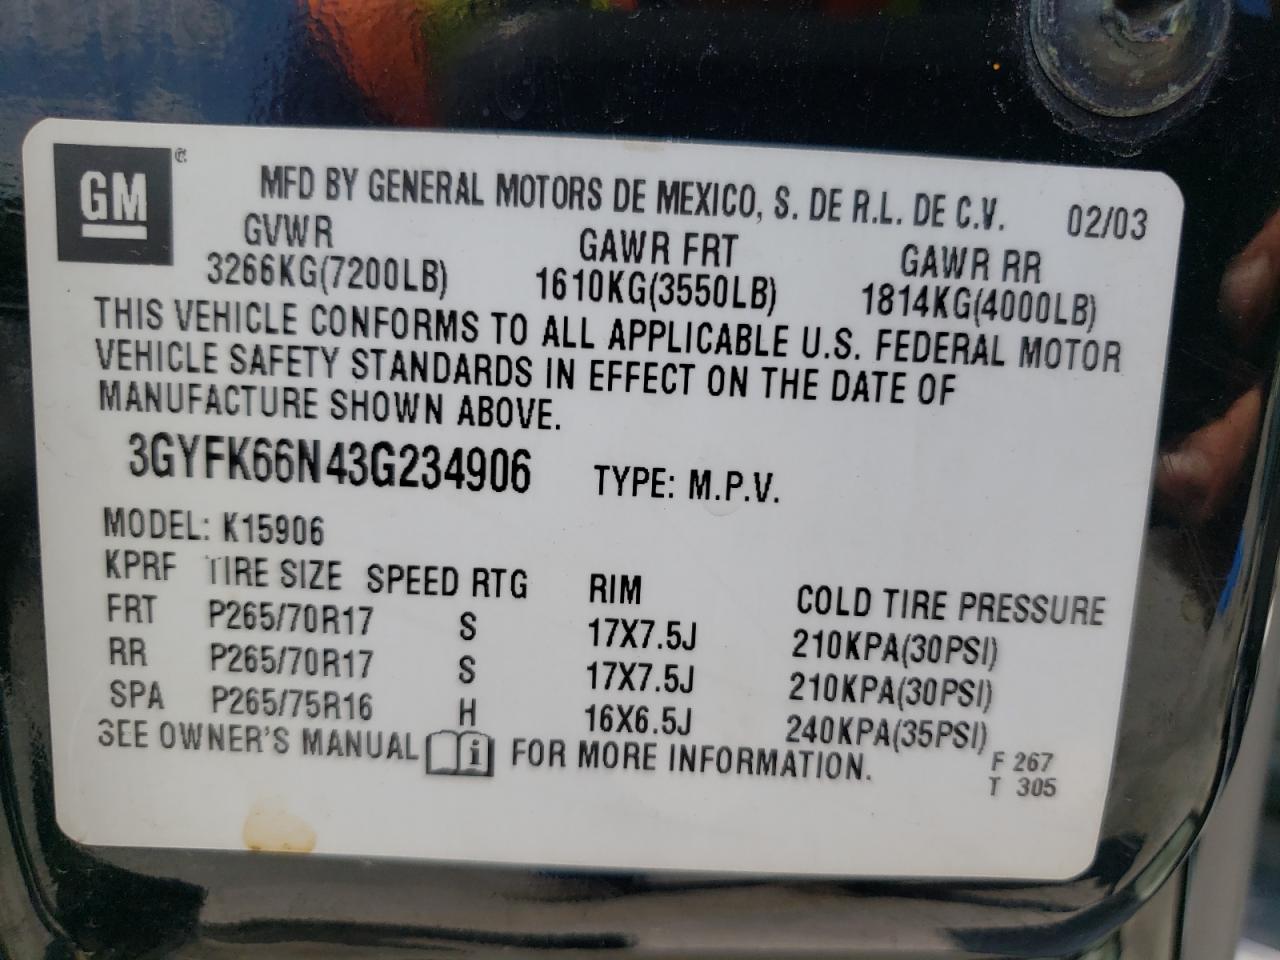 GM
MFD BY GENERAL MOTORS DE MEXICO, S. DE R.L. DE C.V. 02/03
GVWR GAWR FRT GAWR RR
3266KG(7200LB) 1610KG(3550LB) 1814KG(4000LB)
THIS VEHICLE CONFORMS TO ALL APPLICABLE U.S. FEDERAL MOTOR
VEHICLE SAFETY STANDARDS IN EFFECT ON THE DATE OF
MANUFACTURE SHOWN ABOVE.
3GYFK66N43G234906 TYPE: M.P.V.
MODEL: K15906
KPRF TIRE SIZE SPEED RTG RIM COLD TIRE PRESSURE
FRT P265/70R17 S 17X7.5J 210KPA(30PSI)
RR P265/70R17 S 17X7.5J 210KPA(30PSI)
SPA P265/75R16 H 16X6.5J 240KPA(35PSI)
SEE OWNER'S MANUAL i FOR MORE INFORMATION.
F 267
T 305